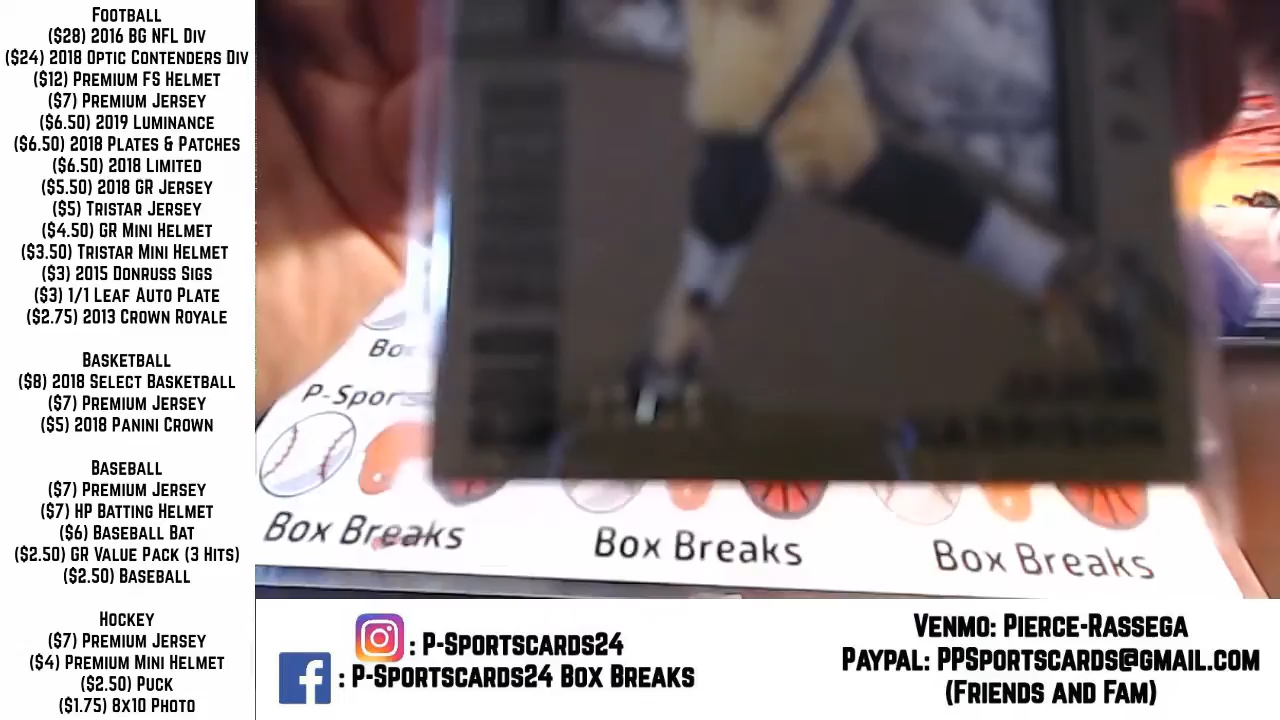 Football
($28) 2016 BG NFL Div
($24) 2018 Optic Contenders Div
($12) Premium FS Helmet
($7) Premium Jersey
($6.50) 2019 Luminance
($6.50) 2018 Plates & Patches
($6.50) 2018 Limited
($5.50) 2018 GR Jersey
($5) Tristar Jersey
($4.50) GR Mini Helmet
($3.50) Tristar Mini Helmet
($3) 2015 Donruss Sigs
($3) 1/1 Leaf Auto Plate
($2.75) 2013 Crown Royale
Basketball
($8) 2018 Select Basketball
($7) Premium Jersey
($5) 2018 Panini Crown
Baseball
($7) Premium Jersey
($7) HP Batting Helmet
($6) Baseball Bat
($2.50) GR Value Pack (3 Hits)
($2.50) Baseball
Hockey
($7) Premium Jersey
($4) Premium Mini Helmet
($2.50) Puck
($1.75) 8x10 Photo
Bo
P-Spor
Box Breaks
Box Breaks
Box Breaks
: P-Sportscards24
: P-Sportscards24 Box Breaks
Venmo: Pierce-Rassega
PayPal: PPSportscards@gmail.com
(Friends and Fam)